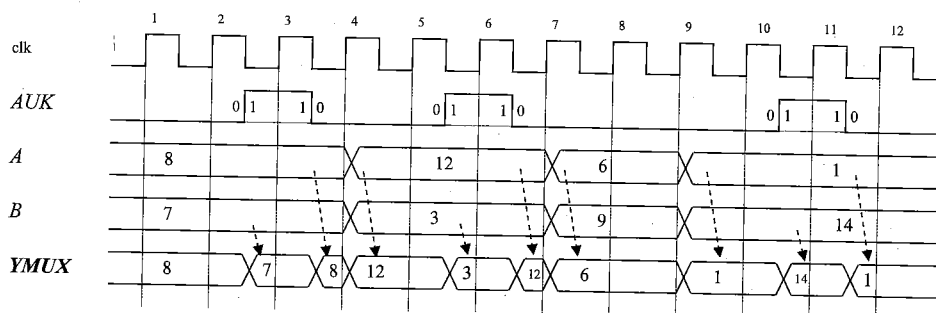 1 2 3 4 5 6 7 8 9 10 11 12
clk
AUK 0 1 1 0 0 1 1 0 0 1 1 0
A 8 12 6 1
B 7 3 9 14
YMUX 8 7 8 12 3 12 6 1 14 1